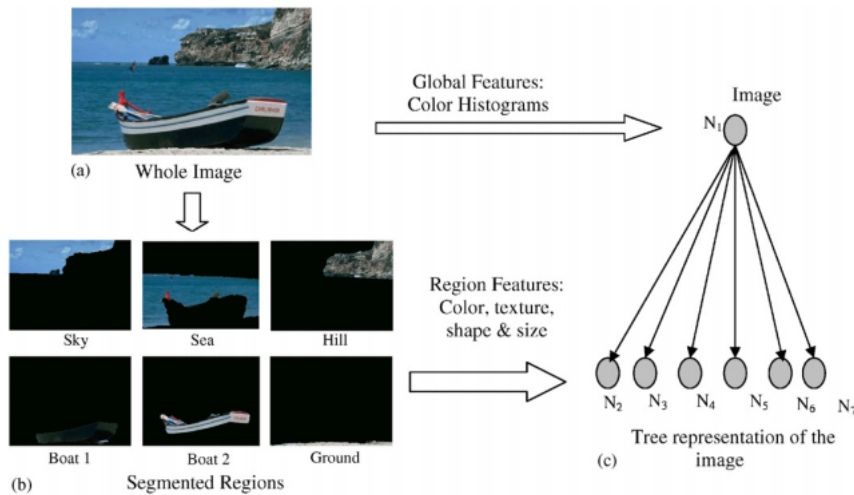 Global Features:
Color Histograms
Image
N₁
(a)
Whole Image
Sky
Sea
Hill
Boat 1
Boat 2
Ground
(b)
Segmented Regions
Region Features:
Color, texture,
shape & size
N₂ N₃ N₄ N₅ N₆ N₇
Tree representation of the
(c)
image